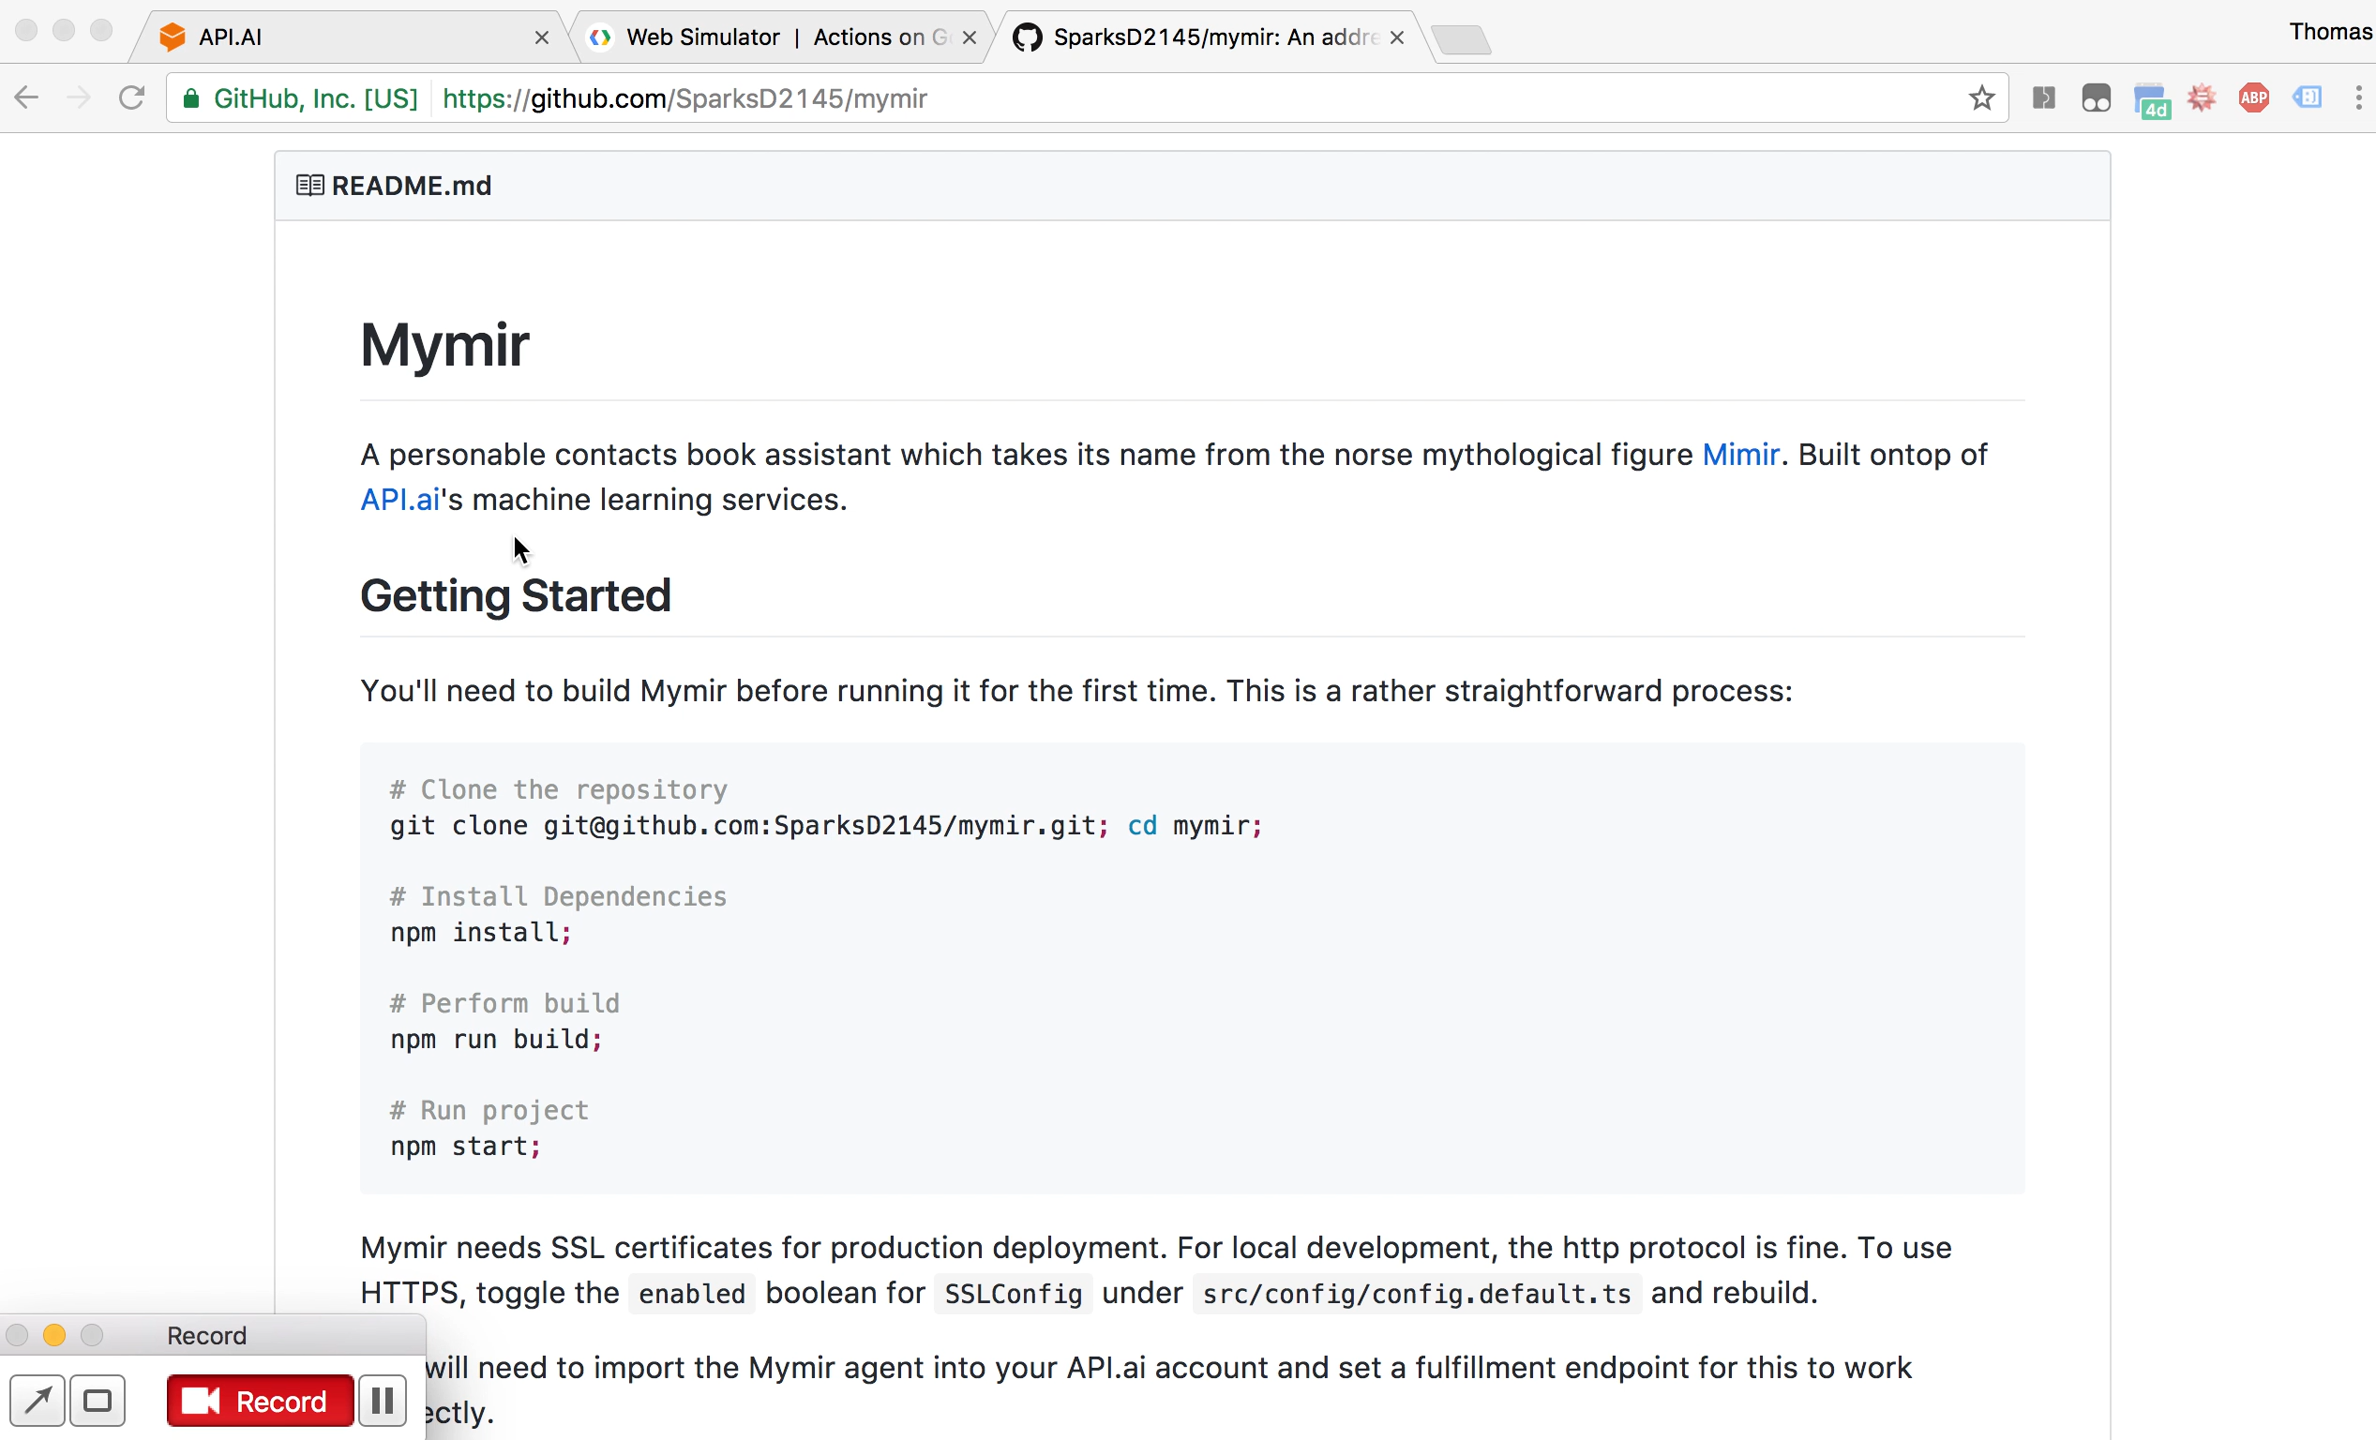 API.AI
Web Simulator | Actions on G
SparksD2145/mymir: An addre
Thomas
GitHub, Inc. [US] https://github.com/SparksD2145/mymir
4d
ABP
README.md
Mymir
A personable contacts book assistant which takes its name from the norse mythological figure Mimir. Built ontop of
API.ai's machine learning services.
Getting Started
You'll need to build Mymir before running it for the first time. This is a rather straightforward process:
# Clone the repository
git clone git@github.com:SparksD2145/mymir.git; cd mymir;
# Install Dependencies
npm install;
# Perform build
npm run build;
# Run project
npm start;
Mymir needs SSL certificates for production deployment. For local development, the http protocol is fine. To use
HTTPS, toggle the enabled boolean for SSLConfig under src/config/config.default.ts and rebuild.
will need to import the Mymir agent into your API.ai account and set a fulfillment endpoint for this to work
ectly.
Record
Record